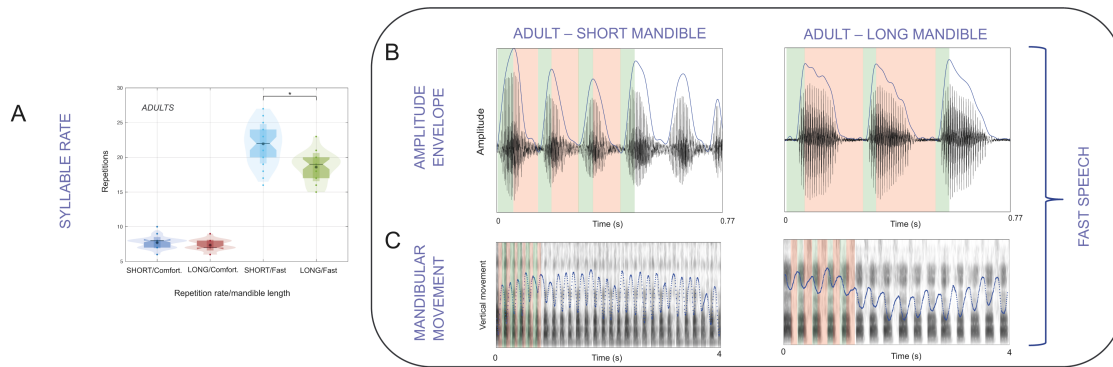 A
SYLLABLE RATE
ADULTS
*
Repetitions
30
25
20
15
10
5
SHORT/Comfort. LONG/Comfort. SHORT/Fast LONG/Fast
Repetition rate/mandible length
ADULT – SHORT MANDIBLE
ADULT – LONG MANDIBLE
B
AMPLITUDE
ENVELOPE
Amplitude
0 Time (s) 0.77
0 Time (s) 0.77
C
MANDIBULAR
MOVEMENT
Vertical movement
0 Time (s) 4
0 Time (s) 4
FAST SPEECH